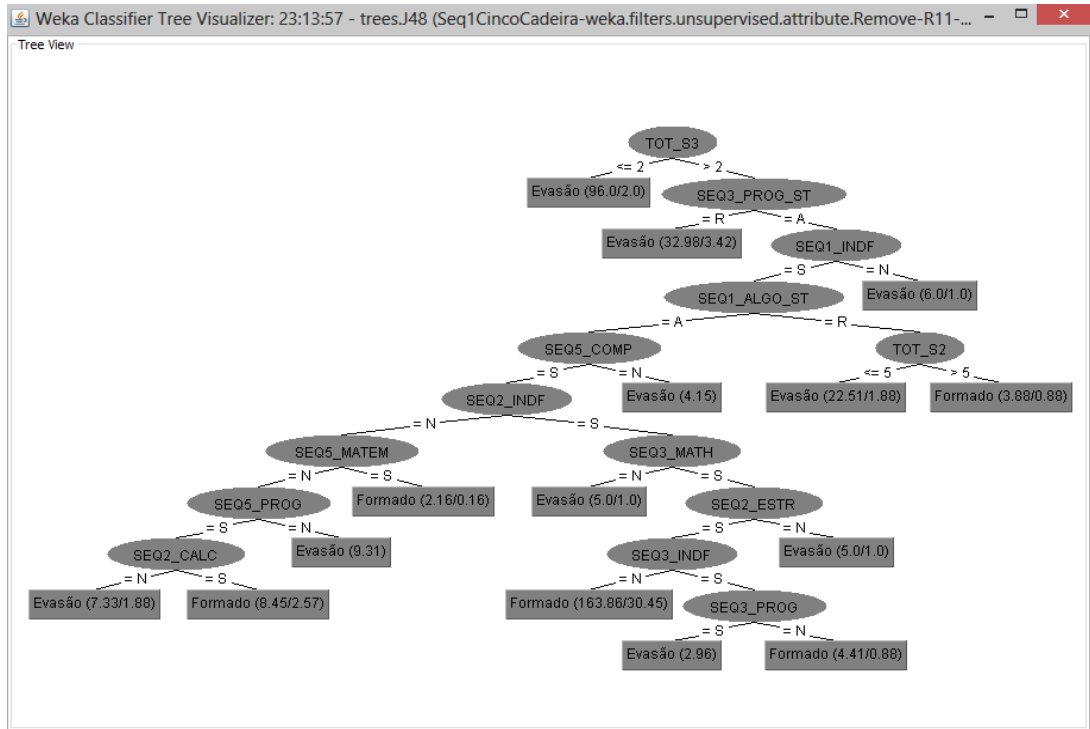 Weka Classifier Tree Visualizer: 23:13:57 - trees.J48 (Seq1CincoCadeira-weka.filters.unsupervised.attribute.Remove-R11-...
Tree View
TOT_S3
<= 2 > 2
Evasão (96.0/2.0) SEQ3_PROG_ST
= R = A
Evasão (32.98/3.42) SEQ1_INDF
= S = N
SEQ1_ALGO_ST Evasão (6.0/1.0)
= A = R
SEQ5_COMP TOT_S2
= S = N <= 5 > 5
SEQ2_INDF Evasão (4.15) Evasão (22.51/1.88) Formado (3.88/0.88)
= N = S
SEQ5_MATEM SEQ3_MATH
= N = S = N = S
SEQ5_PROG Formado (2.16/0.16) Evasão (5.0/1.0) SEQ2_ESTR
= S = N = S = N
SEQ2_CALC Evasão (9.31) SEQ3_INDF Evasão (5.0/1.0)
= N = S = N = S
Evasão (7.33/1.88) Formado (8.45/2.57) Formado (163.86/30.45) SEQ3_PROG
= S = N
Evasão (2.96) Formado (4.41/0.88)